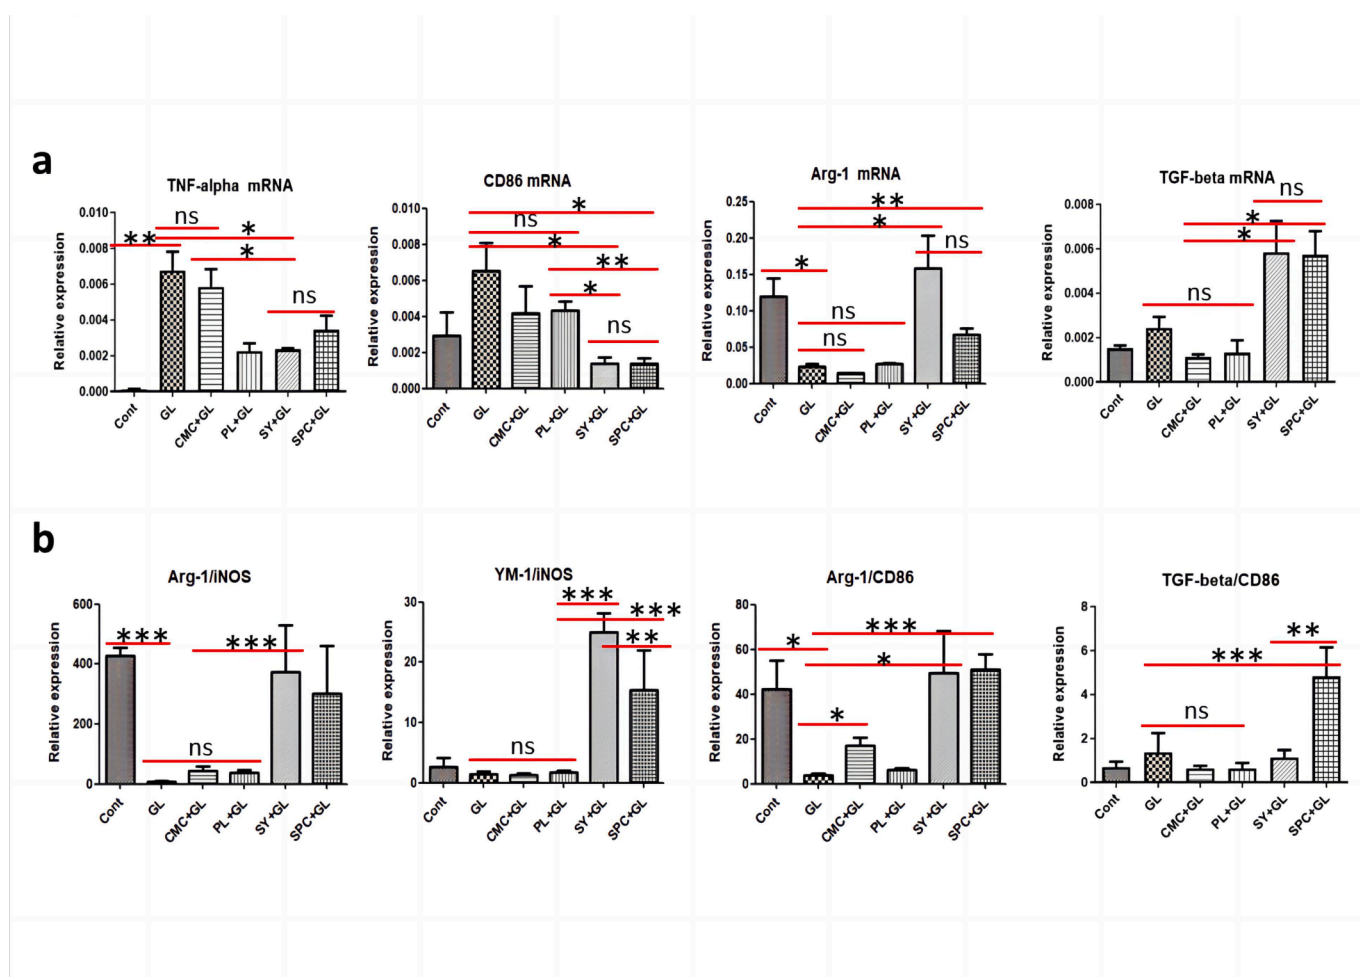 a
TNF-alpha mRNA
Relative expression
0.010
0.008
0.006
0.004
0.002
0.000
**
ns
*
*
ns
Cont
GL
CMC+GL
PL+GL
SY+GL
SPC+GL
CD86 mRNA
Relative expression
0.010
0.008
0.006
0.004
0.002
0.000
*
ns
*
**
*
ns
Cont
GL
CMC+GL
PL+GL
SY+GL
SPC+GL
Arg-1 mRNA
Relative expression
0.25
0.20
0.15
0.10
0.05
0.00
**
*
ns
*
ns
ns
Cont
GL
CMC+GL
PL+GL
SY+GL
SPC+GL
TGF-beta mRNA
Relative expression
0.008
0.006
0.004
0.002
0.000
ns
*
*
ns
Cont
GL
CMC+GL
PL+GL
SY+GL
SPC+GL
b
Arg-1/iNOS
Relative expression
600
400
200
0
***
***
ns
Cont
GL
CMC+GL
PL+GL
SY+GL
SPC+GL
YM-1/iNOS
Relative expression
30
20
10
0
***
***
**
ns
Cont
GL
CMC+GL
PL+GL
SY+GL
SPC+GL
Arg-1/CD86
Relative expression
80
60
40
20
0
*
***
*
*
Cont
GL
CMC+GL
PL+GL
SY+GL
SPC+GL
TGF-beta/CD86
Relative expression
8
6
4
2
0
**
***
ns
Cont
GL
CMC+GL
PL+GL
SY+GL
SPC+GL